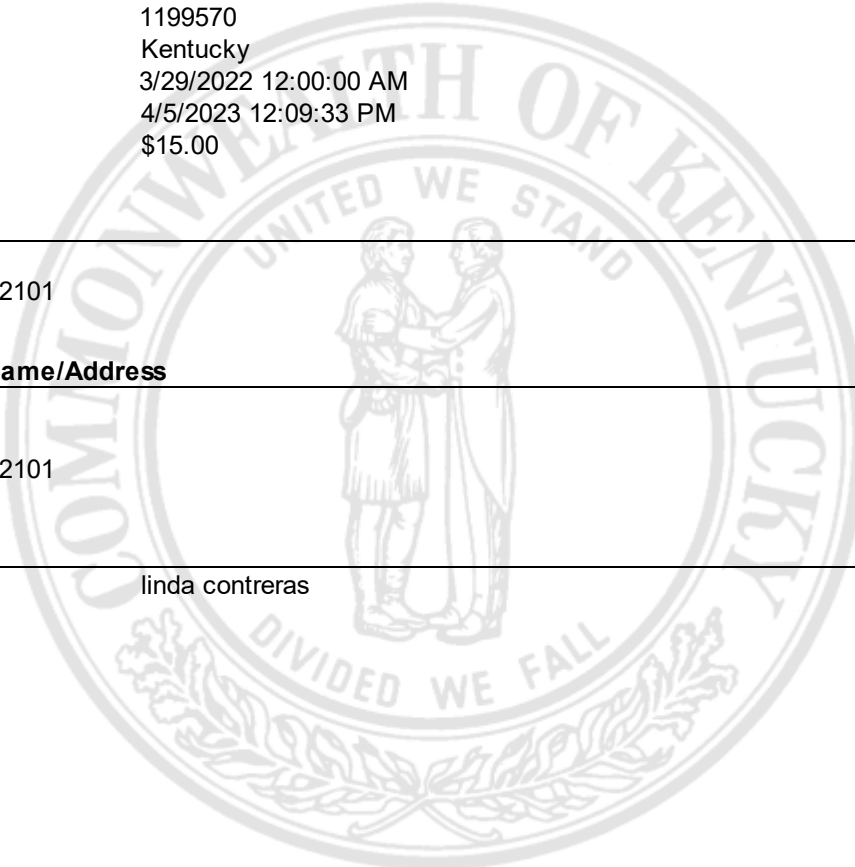 1199570
Kentucky
3/29/2022 12:00:00 AM
4/5/2023 12:09:33 PM
$15.00
2101
ame/Address
2101
linda contreras
COMMONWEALTH OF KENTUCKY
UNITED WE STAND
DIVIDED WE FALL